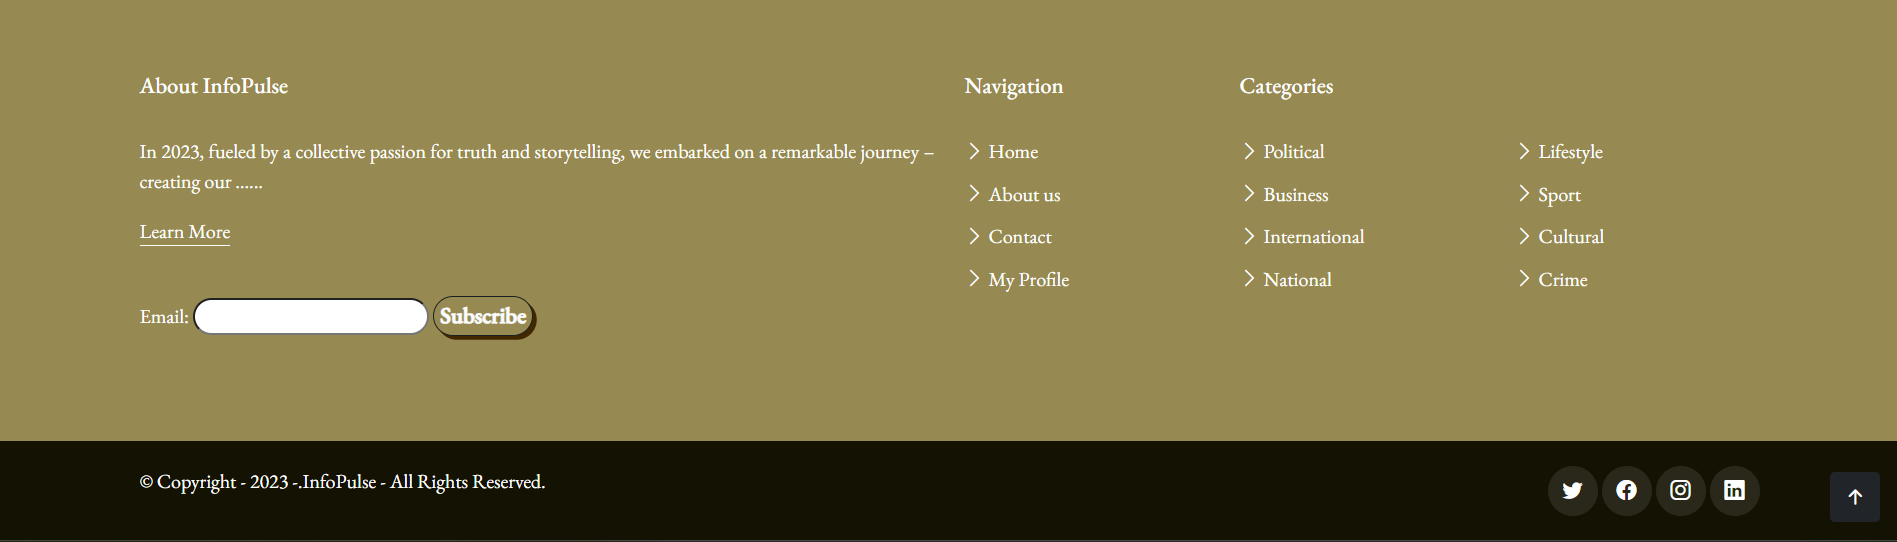 About InfoPulse
In 2023, fueled by a collective passion for truth and storytelling, we embarked on a remarkable journey –
creating our ......
Learn More
Email:
Subscribe
Navigation
Home
About us
Contact
My Profile
Categories
Political
Business
International
National
Lifestyle
Sport
Cultural
Crime
© Copyright - 2023 -.InfoPulse - All Rights Reserved.